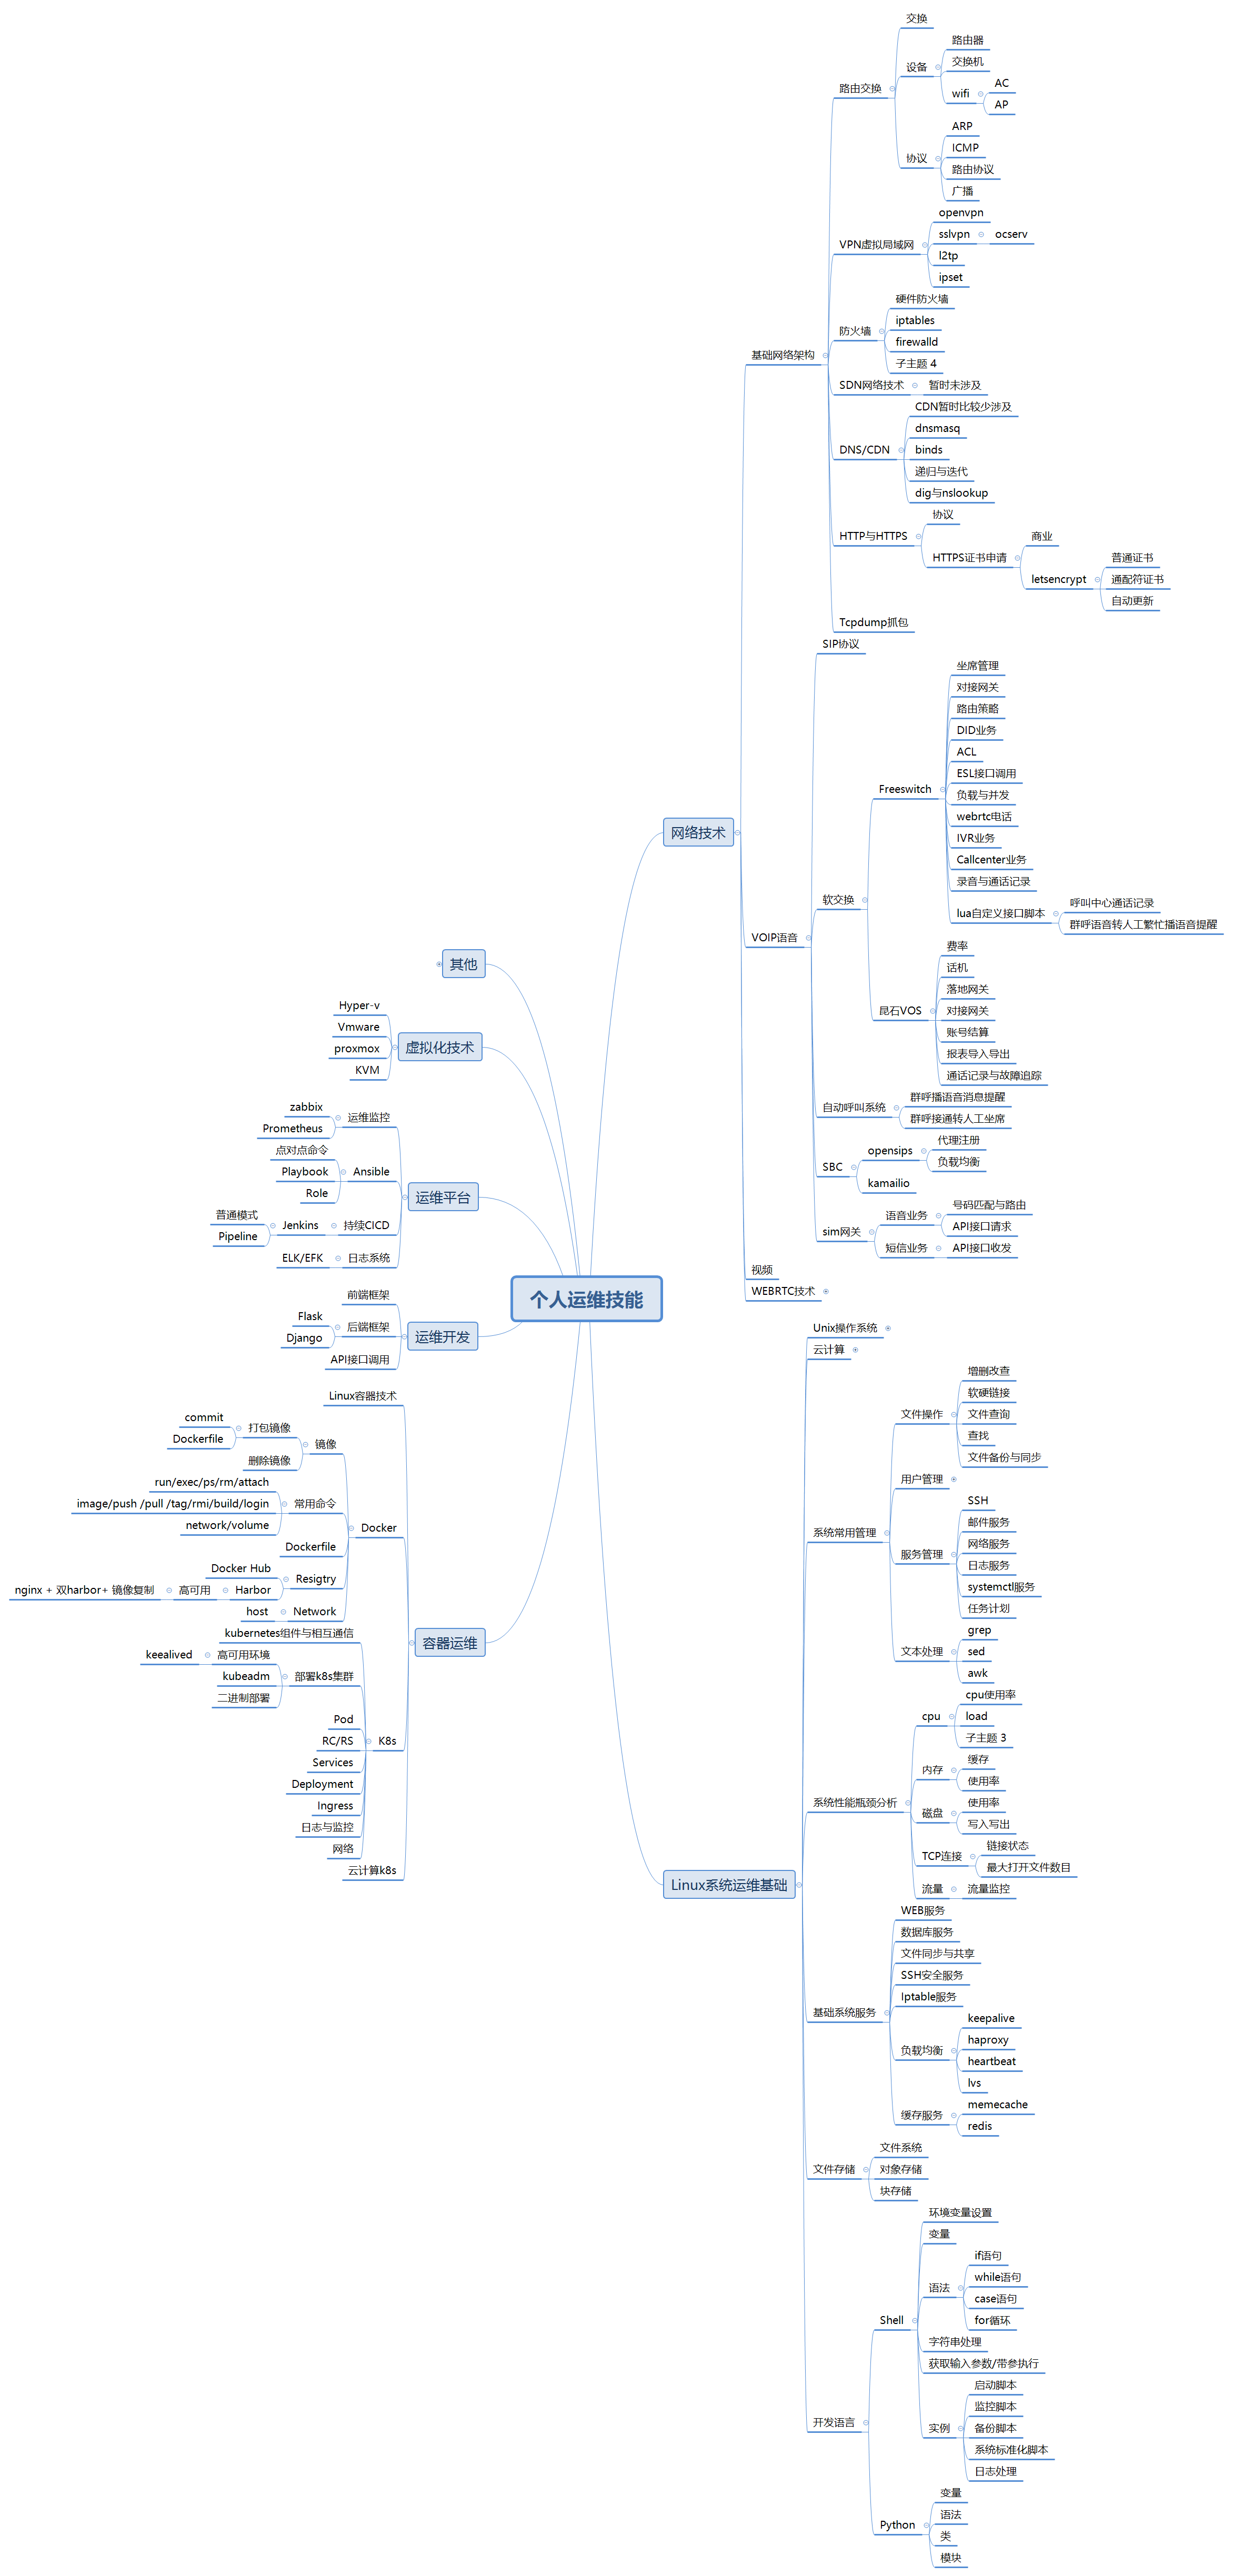 个人运维技能
网络技术
基础网络架构
路由交换
交换
设备
路由器
交换机
wifi
AC
AP
协议
ARP
ICMP
路由协议
广播
VPN虚拟局域网
openvpn
sslvpn
ocserv
l2tp
ipset
防火墙
硬件防火墙
iptables
firewalld
子主题 4
SDN网络技术
暂时未涉及
DNS/CDN
CDN暂时比较少涉及
dnsmasq
binds
递归与迭代
dig与nslookup
HTTP与HTTPS
协议
HTTPS证书申请
商业
letsencrypt
普通证书
通配符证书
自动更新
Tcpdump抓包
VOIP语音
SIP协议
软交换
Freeswitch
坐席管理
对接网关
路由策略
DID业务
ACL
ESL接口调用
负载与并发
webrtc电话
IVR业务
Callcenter业务
录音与通话记录
lua自定义接口脚本
呼叫中心通话记录
群呼语音转人工繁忙播语音提醒
昆石VOS
费率
话机
落地网关
对接网关
账号结算
报表导入导出
通话记录与故障追踪
自动呼叫系统
群呼播语音消息提醒
群呼接通转人工坐席
SBC
opensips
代理注册
负载均衡
kamailio
sim网关
语音业务
号码匹配与路由
API接口请求
短信业务
API接口收发
视频
WEBRTC技术
Linux系统运维基础
Unix操作系统
云计算
系统常用管理
文件操作
增删改查
软硬链接
文件查询
查找
文件备份与同步
用户管理
服务管理
SSH
邮件服务
网络服务
日志服务
systemctl服务
任务计划
文本处理
grep
sed
awk
系统性能瓶颈分析
cpu
cpu使用率
load
子主题 3
内存
缓存
使用率
磁盘
使用率
写入写出
TCP连接
链接状态
最大打开文件数目
流量
流量监控
基础系统服务
WEB服务
数据库服务
文件同步与共享
SSH安全服务
Iptable服务
负载均衡
keepalive
haproxy
heartbeat
lvs
缓存服务
memecache
redis
文件存储
文件系统
对象存储
块存储
开发语言
Shell
环境变量设置
变量
语法
if语句
while语句
case语句
for循环
字符串处理
获取输入参数/带参执行
实例
启动脚本
监控脚本
备份脚本
系统标准化脚本
日志处理
Python
变量
语法
类
模块
其他
虚拟化技术
Hyper-v
Vmware
proxmox
KVM
运维平台
运维监控
zabbix
Prometheus
Ansible
点对点命令
Playbook
Role
持续CICD
Jenkins
普通模式
Pipeline
日志系统
ELK/EFK
运维开发
前端框架
后端框架
Flask
Django
API接口调用
容器运维
Linux容器技术
Docker
镜像
打包镜像
commit
Dockerfile
删除镜像
常用命令
run/exec/ps/rm/attach
image/push /pull /tag/rmi/build/login
network/volume
Dockerfile
Resigtry
Docker Hub
Harbor
高可用
nginx + 双harbor+ 镜像复制
Network
host
K8s
kubernetes组件与相互通信
部署k8s集群
高可用环境
keealived
kubeadm
二进制部署
Pod
RC/RS
Services
Deployment
Ingress
日志与监控
网络
云计算k8s